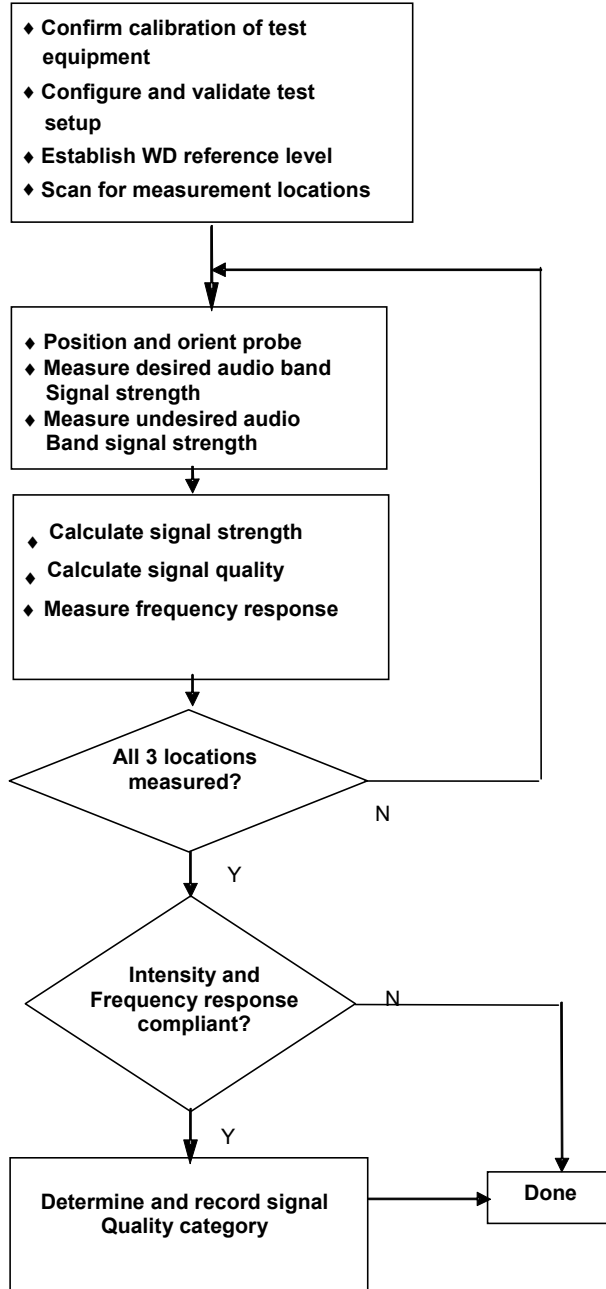 ♦ Confirm calibration of test
equipment
♦ Configure and validate test
setup
♦ Establish WD reference level
♦ Scan for measurement locations
♦ Position and orient probe
♦ Measure desired audio band
Signal strength
♦ Measure undesired audio
Band signal strength
♦ Calculate signal strength
♦ Calculate signal quality
♦ Measure frequency response
All 3 locations
measured?
N
Y
Intensity and
Frequency response
compliant?
N
Y
Determine and record signal
Quality category
Done